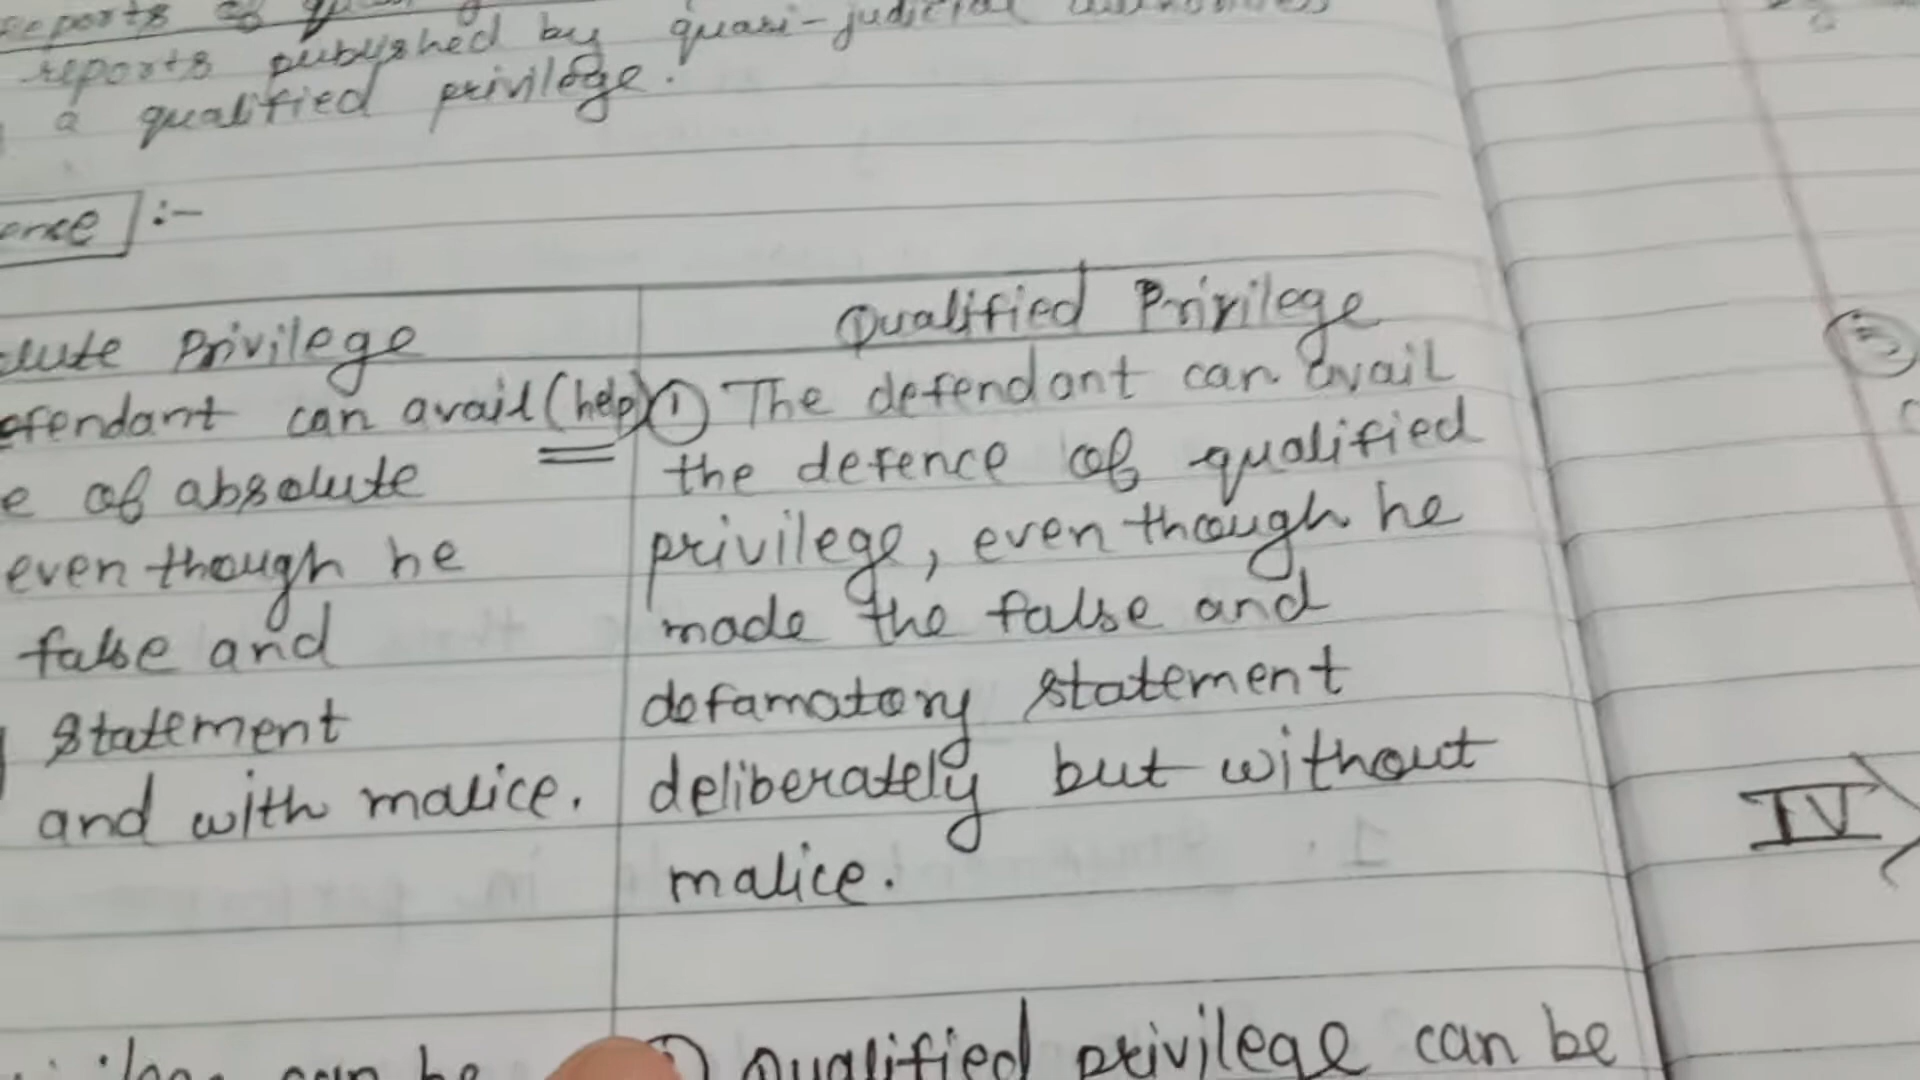 reports of
reports published by quasi-judicial
a qualified privilege.
:-
Privilege
can avail (help)
of absolute
even though he
false and
statement
and with malice.
Qualified Privilege
① The defendant can avail
the defence of qualified
privilege, even though he
made the false and
defamatory statement
deliberately but without
malice.
can be
Qualified privilege can be
IV